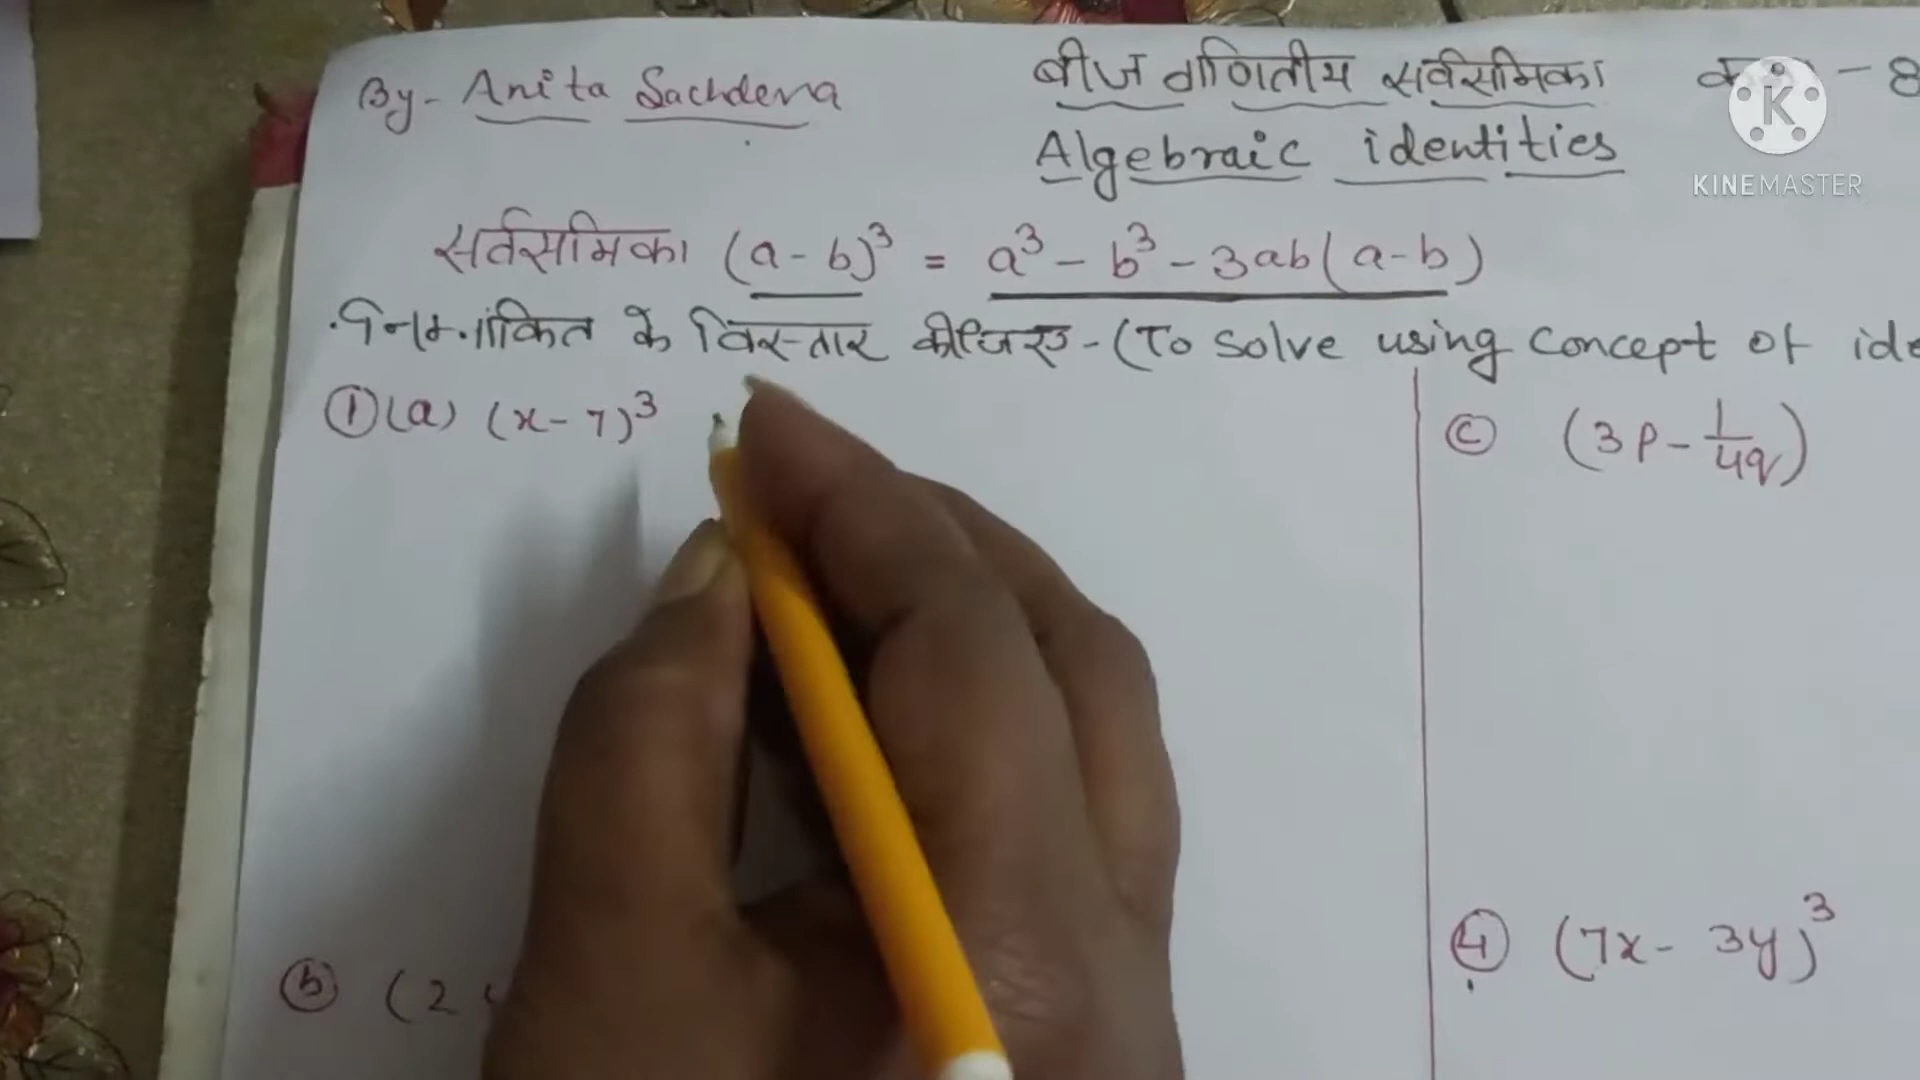 By - Anita Sachdeva
बीज गणितीय सर्वसमिका - 8
Algebraic identities
KINEMASTER
सर्वसमिका (a - b)³ = a³ - b³ - 3ab(a-b)
निम्नांकित के विस्तार कीजिए - (To solve using concept of
① (a) (x - 7)³
ⓒ (3p - 1/4q)
ⓑ (2
④ (7x - 3y)³